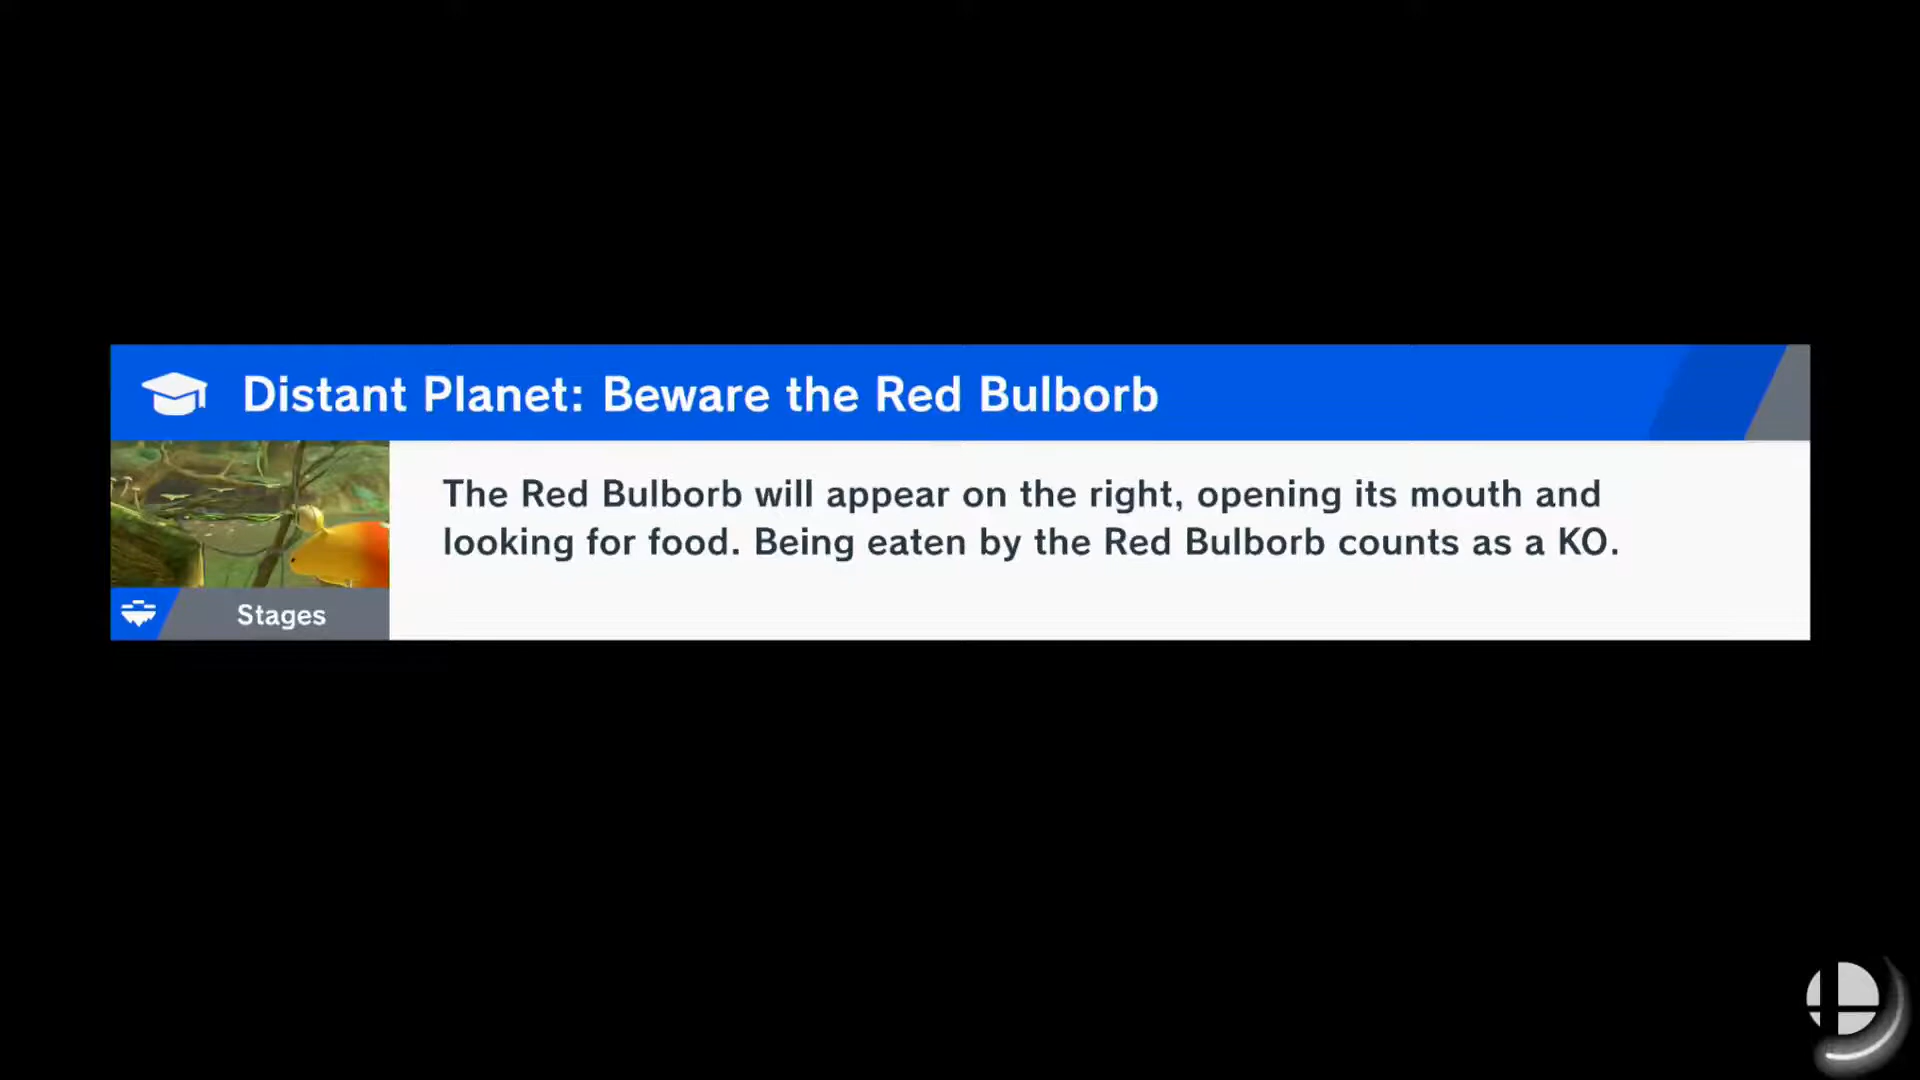 Distant Planet: Beware the Red Bulborb
The Red Bulborb will appear on the right, opening its mouth and
looking for food. Being eaten by the Red Bulborb counts as a KO.
Stages